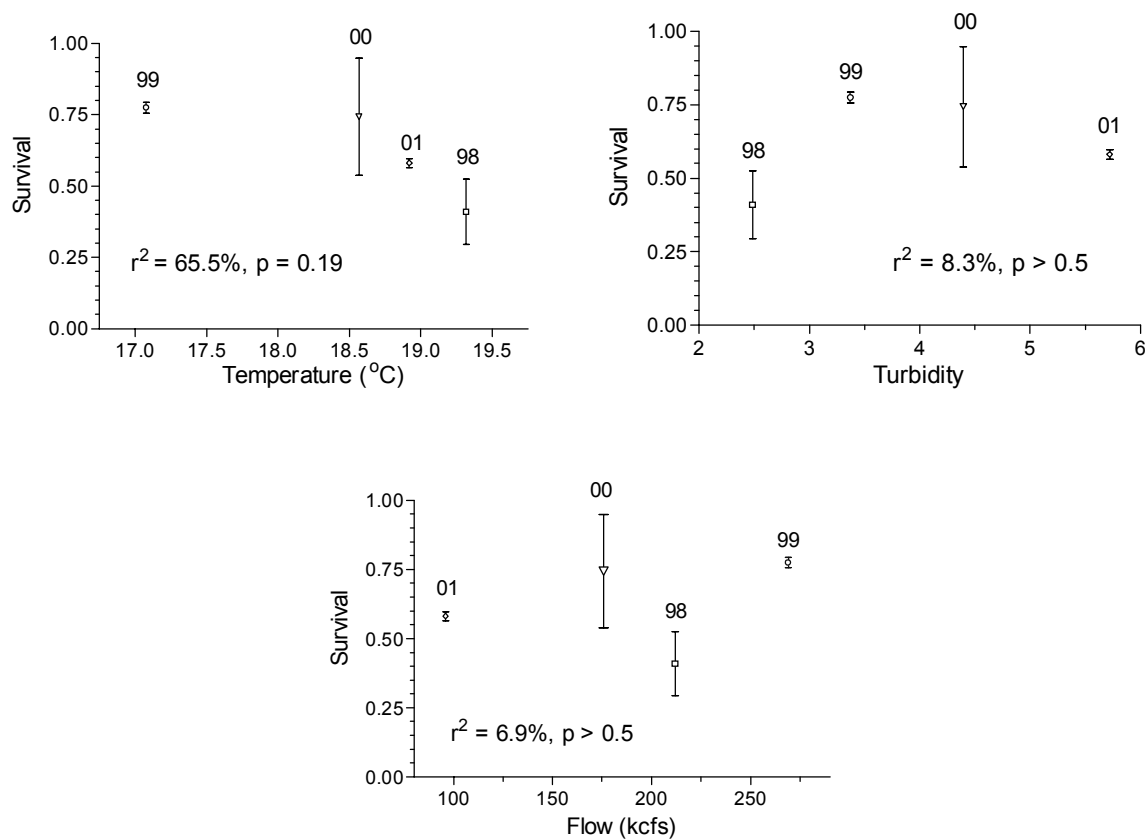 00
1.00
99
0.75
01
98
Survival
0.50
0.25
r² = 65.5%, p = 0.19
0.00
17.0 17.5 18.0 18.5 19.0 19.5
Temperature (°C)
00
1.00
99
0.75
01
98
Survival
0.50
0.25
r² = 8.3%, p > 0.5
0.00
2 3 4 5 6
Turbidity
00
1.00
99
0.75
01
98
Survival
0.50
0.25
r² = 6.9%, p > 0.5
0.00
100 150 200 250
Flow (kcfs)